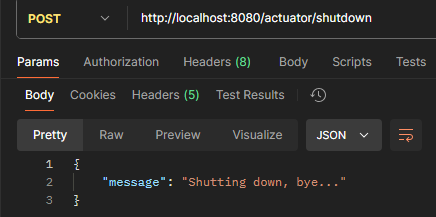 POST http://localhost:8080/actuator/shutdown
Params Authorization Headers (8) Body Scripts Tests
Body Cookies Headers (5) Test Results
Pretty Raw Preview Visualize JSON
1 {
2 "message": "Shutting down, bye..."
3 }